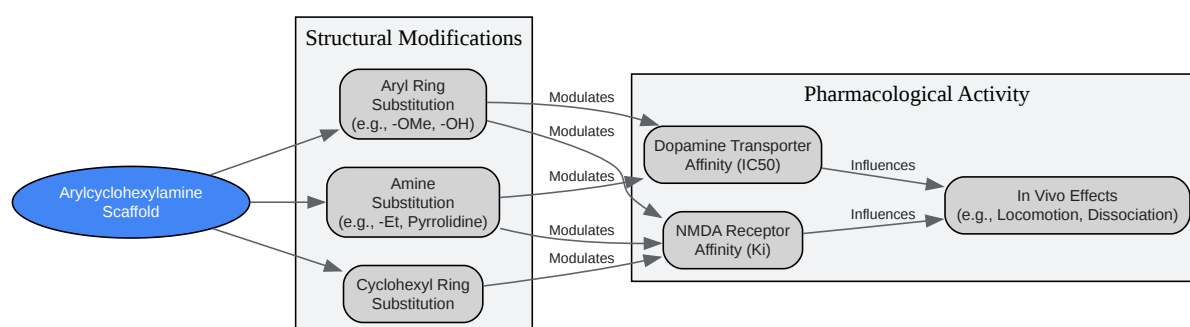 Structural Modifications
Aryl Ring
Substitution
(e.g., -OMe, -OH)
Amine
Substitution
(e.g., -Et, Pyrrolidine)
Cyclohexyl Ring
Substitution
Arylcyclohexylamine
Scaffold
Modulates
Modulates
Modulates
Modulates
Modulates
Pharmacological Activity
Dopamine Transporter
Affinity (IC50)
NMDA Receptor
Affinity (Ki)
Influences
Influences
In Vivo Effects
(e.g., Locomotion, Dissociation)